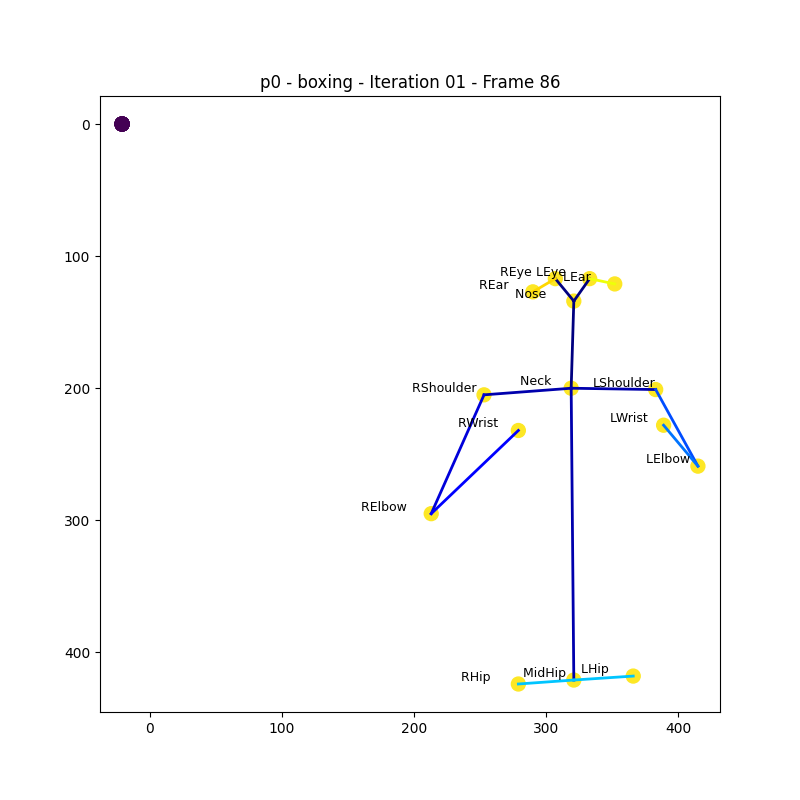 p0 - boxing - Iteration 01 - Frame 86
0
100
200
300
400
REye LEye LEar
REar
Nose
Neck
RShoulder LShoulder
RWrist LWrist
LElbow
RElbow
RHip MidHip LHip
0 100 200 300 400